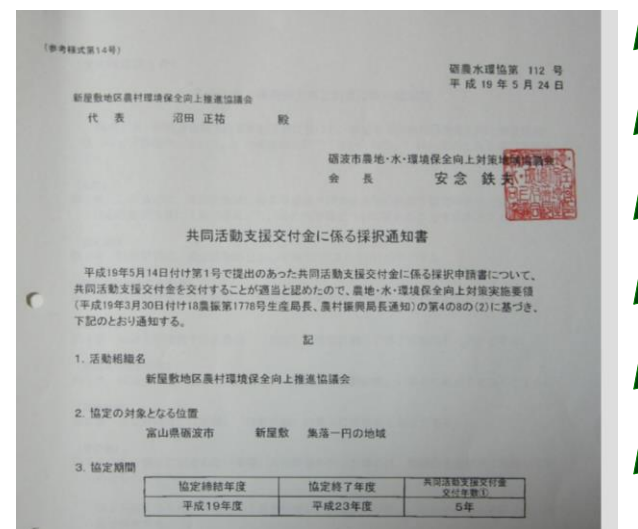 (参考様式第14号)
砺農水環協第 112 号
平成19年5月24日
新屋敷地区農村環境保全向上推進協議会
代 表 沼田 正祐 殿
砺波市農地・水・環境保全向上対策地域協議会
会 長 安念 鉄夫
共同活動支援交付金に係る採択通知書
平成19年5月14日付け第1号で提出のあった共同活動支援交付金に係る採択申請書について、
共同活動支援交付金を交付することが適当と認めたので、農地・水・環境保全向上対策実施要領
(平成19年3月30日付け18農振第1778号生産局長、農村振興局長通知)の第4の8の(2)に基づき、
下記のとおり通知する。
記
1. 活動組織名
新屋敷地区農村環境保全向上推進協議会
2. 協定の対象となる位置
富山県砺波市 新屋敷 集落一円の地域
3. 協定期間
協定締結年度 協定終了年度 共同活動支援交付金
交付年数①
平成19年度 平成23年度 5年